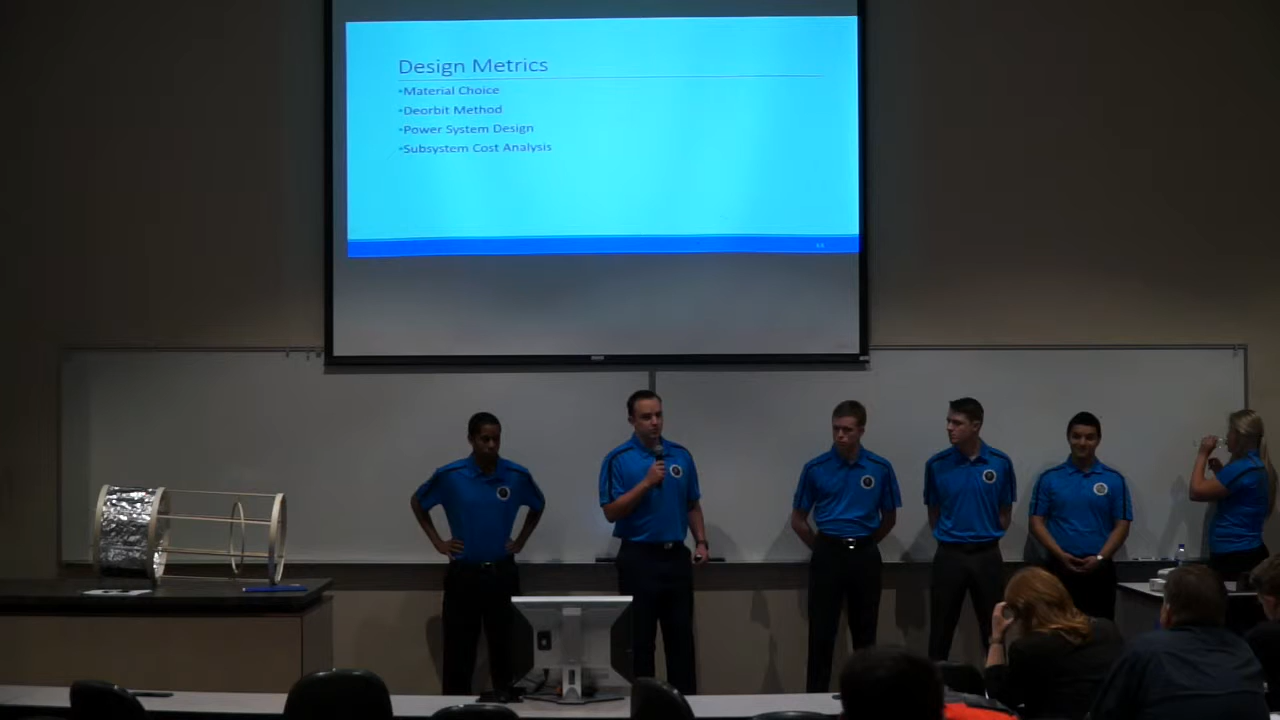 Design Metrics
•Material Choice
•Deorbit Method
•Power System Design
•Subsystem Cost Analysis